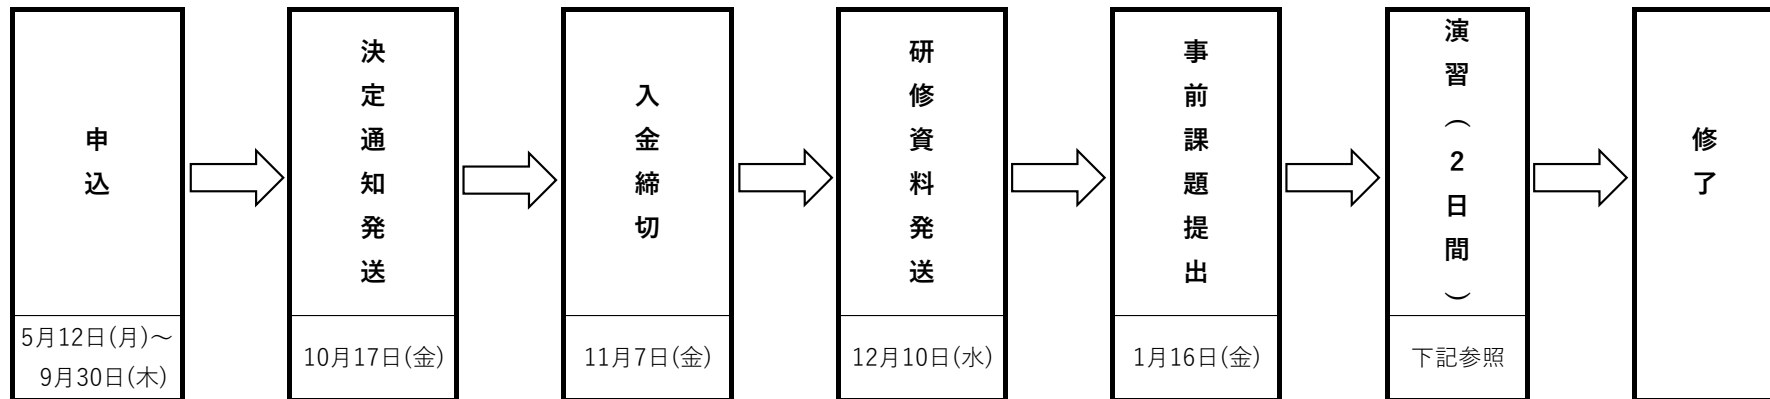 申込
5月12日(月)～
9月30日(木)
決定通知発送
10月17日(金)
入金締切
11月7日(金)
研修資料発送
12月10日(水)
事前課題提出
1月16日(金)
演習(2日間)
下記参照
修了